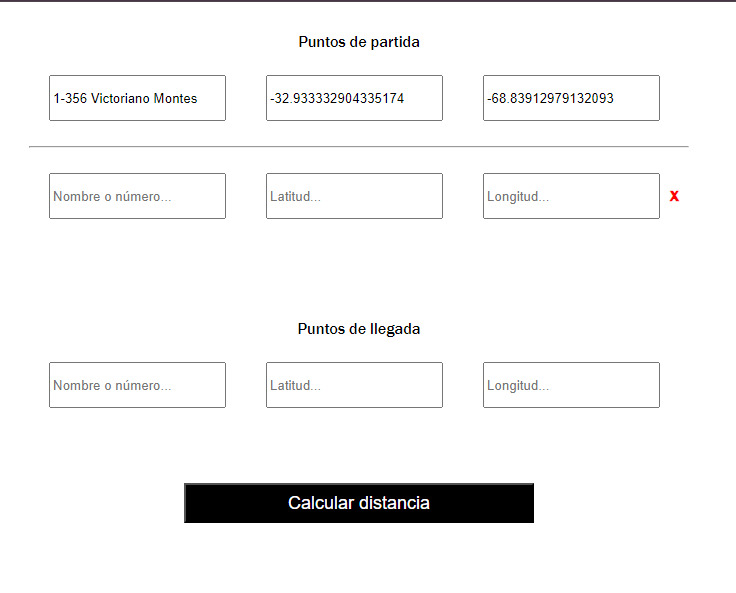 Puntos de partida
1-356 Victoriano Montes -32.933332904335174 -68.83912979132093
Nombre o número... Latitud... Longitud... X
Puntos de llegada
Nombre o número... Latitud... Longitud...
Calcular distancia